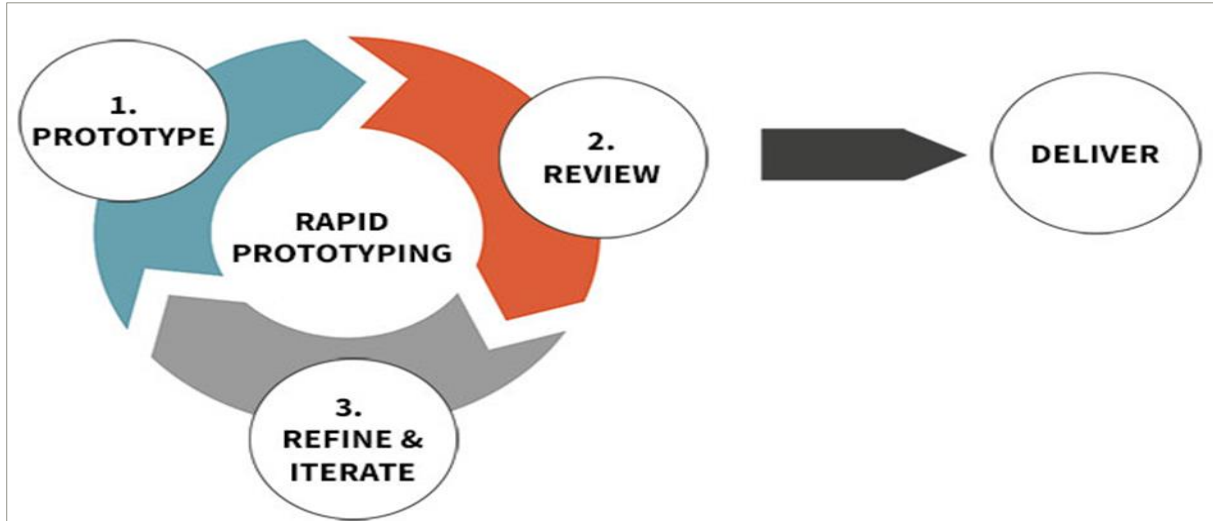 1.
PROTOTYPE
2.
REVIEW
DELIVER
RAPID
PROTOTYPING
3.
REFINE &
ITERATE